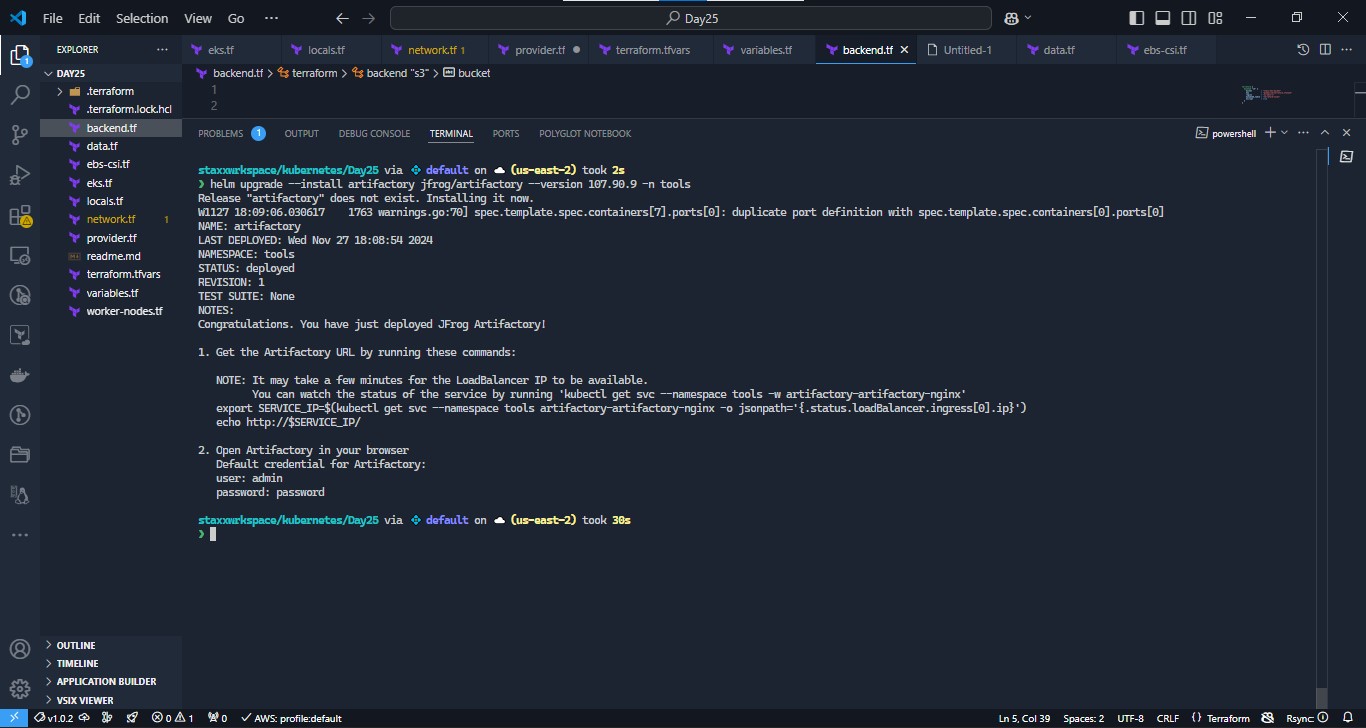 File Edit Selection View Go ··· Day25
EXPLORER ···
DAY25
.terraform
.terraform.lock.hcl
backend.tf
data.tf
ebs-csi.tf
eks.tf
locals.tf
network.tf 1
provider.tf
readme.md
terraform.tfvars
variables.tf
worker-nodes.tf
OUTLINE
TIMELINE
APPLICATION BUILDER
VSIX VIEWER
eks.tf locals.tf network.tf 1 provider.tf terraform.tfvars variables.tf backend.tf Untitled-1 data.tf ebs-csi.tf
backend.tf > terraform > backend "s3" > bucket
1
2
PROBLEMS 1 OUTPUT DEBUG CONSOLE TERMINAL PORTS POLYGLOT NOTEBOOK powershell
staxxwrkspace/kubernetes/Day25 via default on (us-east-2) took 2s
❯ helm upgrade --install artifactory jfrog/artifactory --version 107.90.9 -n tools
Release "artifactory" does not exist. Installing it now.
W1127 18:09:06.030617 1763 warnings.go:70] spec.template.spec.containers[7].ports[0]: duplicate port definition with spec.template.spec.containers[0].ports[0]
NAME: artifactory
LAST DEPLOYED: Wed Nov 27 18:08:54 2024
NAMESPACE: tools
STATUS: deployed
REVISION: 1
TEST SUITE: None
NOTES:
Congratulations. You have just deployed JFrog Artifactory!
1. Get the Artifactory URL by running these commands:
NOTE: It may take a few minutes for the LoadBalancer IP to be available.
You can watch the status of the service by running 'kubectl get svc --namespace tools -w artifactory-artifactory-nginx'
export SERVICE_IP=$(kubectl get svc --namespace tools artifactory-artifactory-nginx -o jsonpath='{.status.loadBalancer.ingress[0].ip}')
echo http://$SERVICE_IP/
2. Open Artifactory in your browser
Default credential for Artifactory:
user: admin
password: password
staxxwrkspace/kubernetes/Day25 via default on (us-east-2) took 30s
❯
v1.0.2 0 1 0 AWS: profile:default Ln 5, Col 39 Spaces: 2 UTF-8 CRLF {} Terraform Rsync: